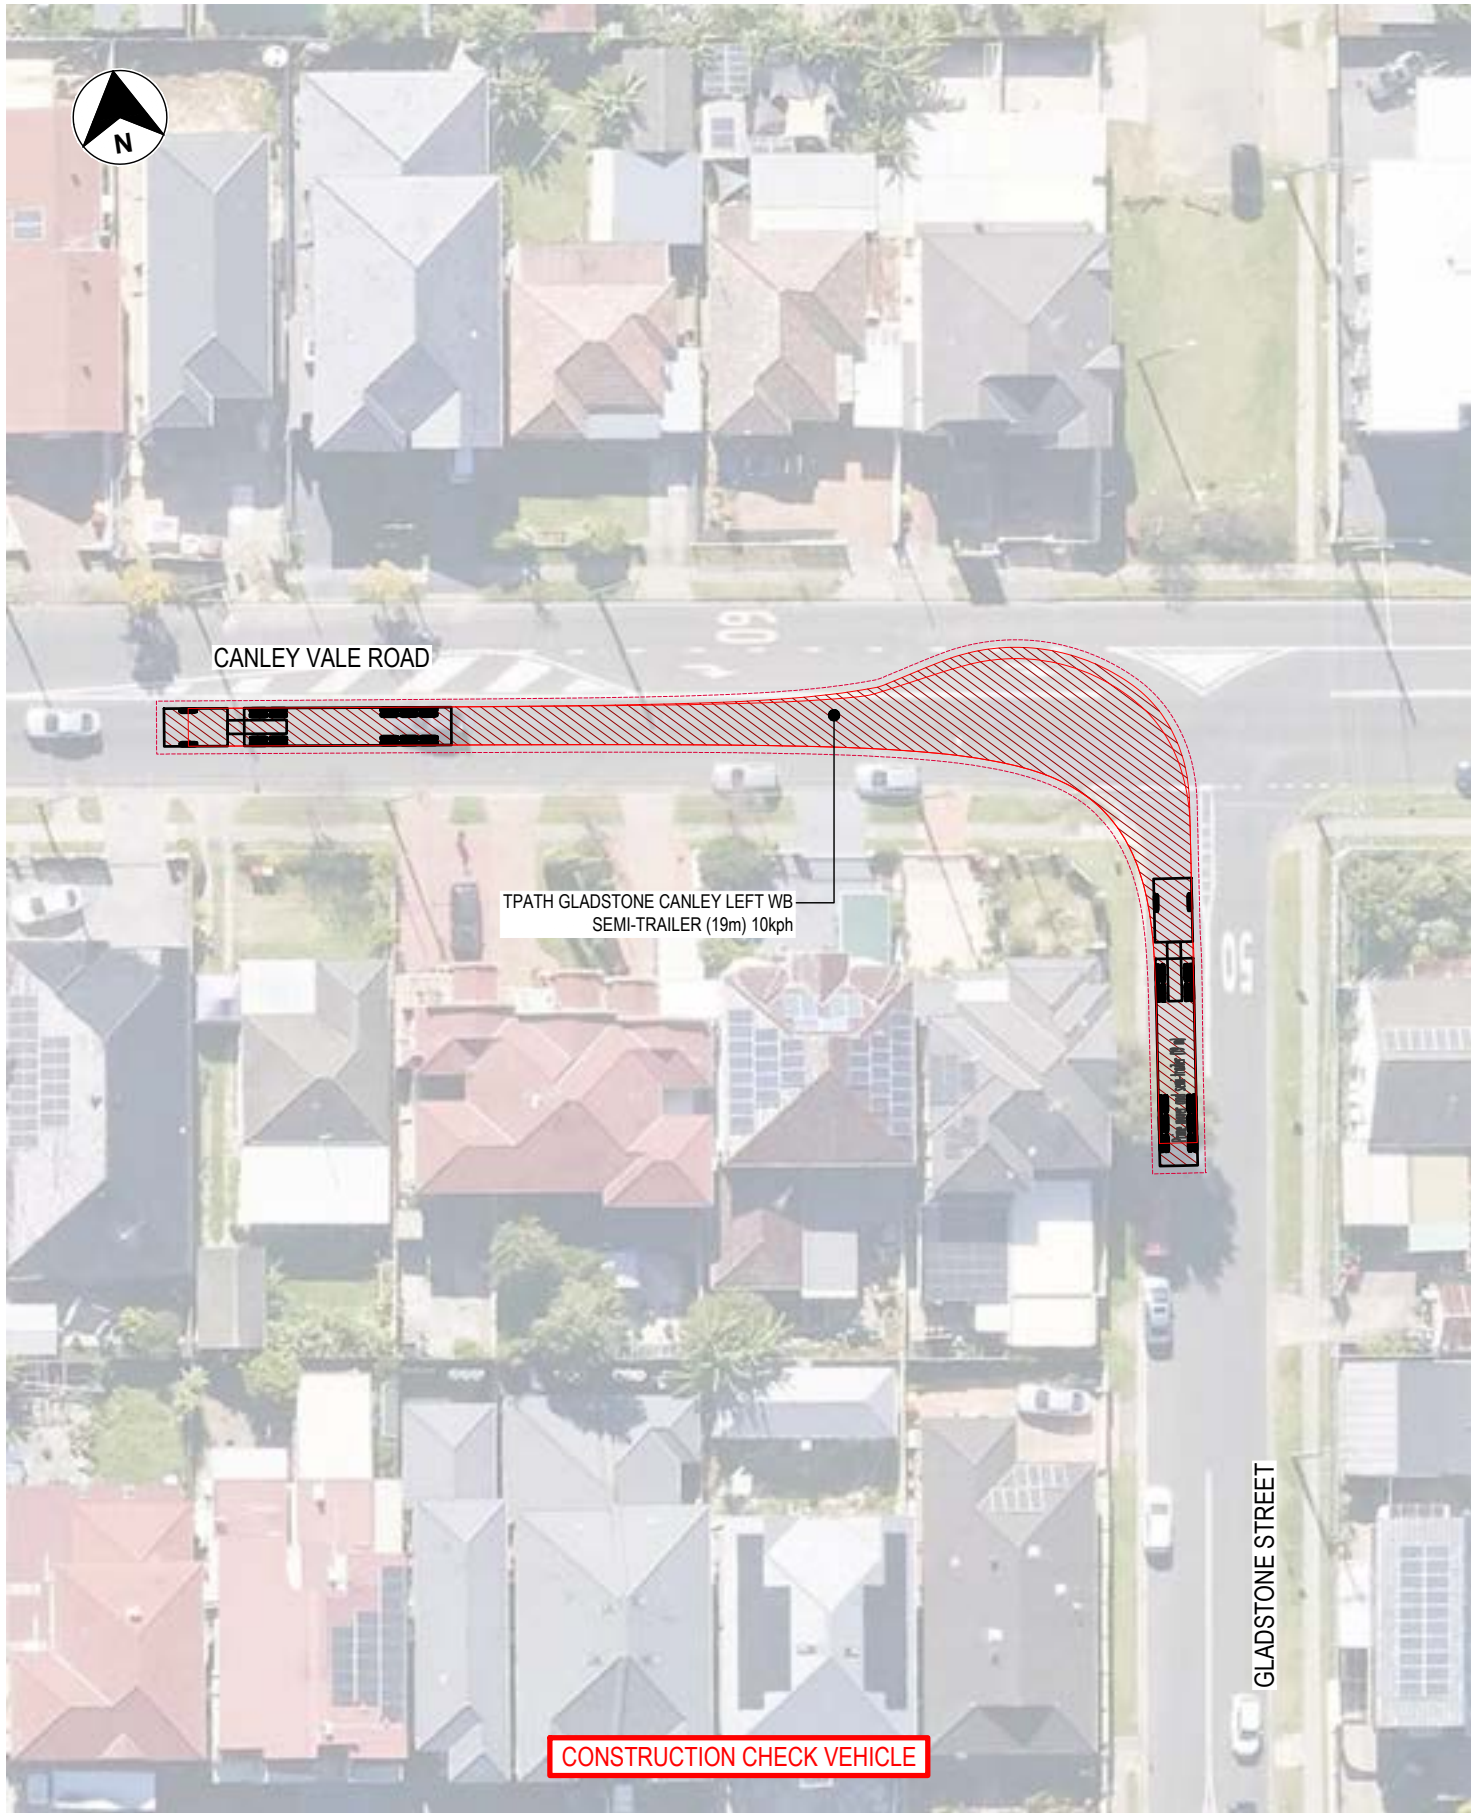 N
60
CANLEY VALE ROAD
TPATH GLADSTONE CANLEY LEFT WB
SEMI-TRAILER (19m) 10kph
50
GLADSTONE STREET
CONSTRUCTION CHECK VEHICLE